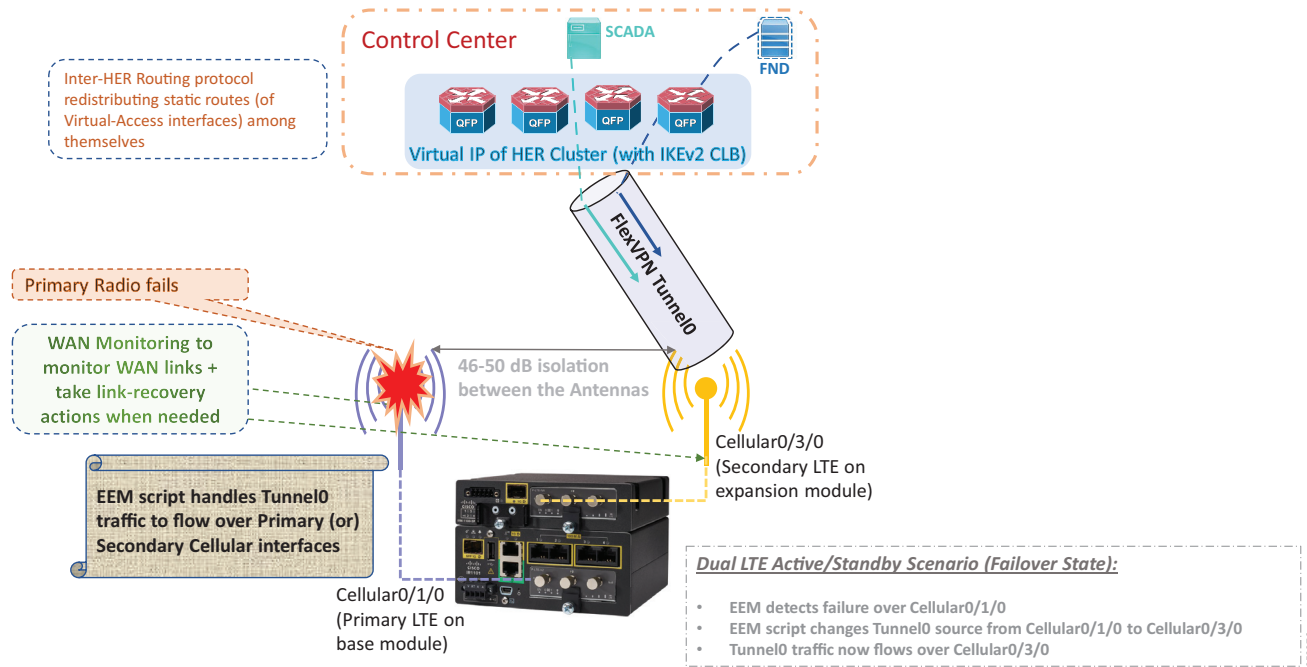 Control Center
SCADA
FND
Inter-HER Routing protocol
redistributing static routes (of
Virtual-Access interfaces) among
themselves
QFP
QFP
QFP
QFP
Virtual IP of HER Cluster (with IKEv2 CLB)
FlexVPN Tunnel0
Primary Radio fails
WAN Monitoring to
monitor WAN links +
take link-recovery
actions when needed
46-50 dB isolation
between the Antennas
Cellular0/3/0
(Secondary LTE on
expansion module)
EEM script handles Tunnel0
traffic to flow over Primary (or)
Secondary Cellular interfaces
Cellular0/1/0
(Primary LTE on
base module)
Dual LTE Active/Standby Scenario (Failover State):
• EEM detects failure over Cellular0/1/0
• EEM script changes Tunnel0 source from Cellular0/1/0 to Cellular0/3/0
• Tunnel0 traffic now flows over Cellular0/3/0